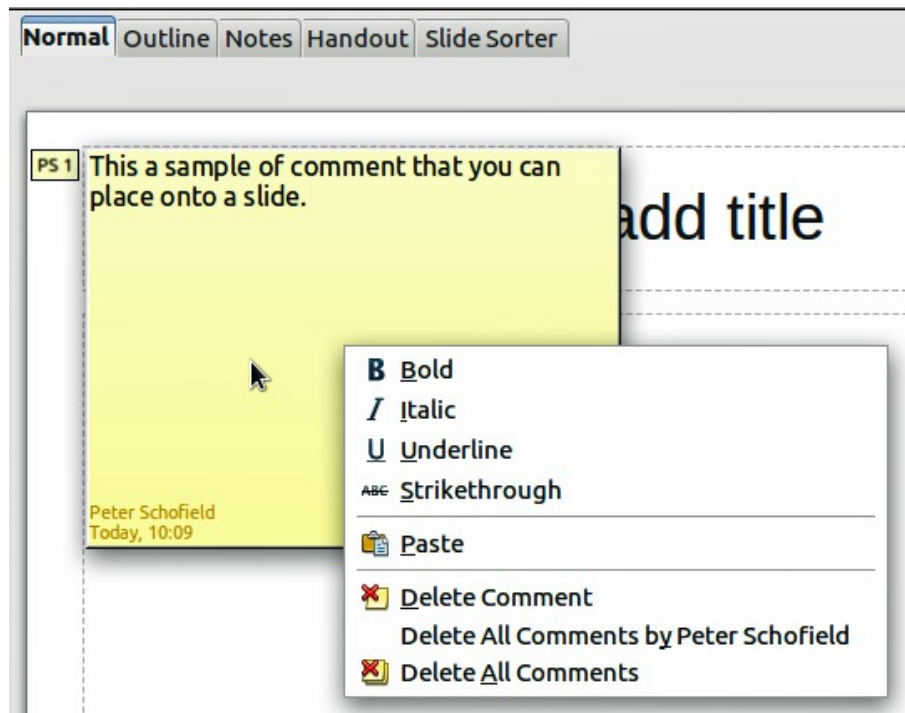 Normal Outline Notes Handout Slide Sorter
PS 1
This a sample of comment that you can
place onto a slide.
add title
Peter Schofield
Today, 10:09
B Bold
I Italic
U Underline
ABC Strikethrough
Paste
Delete Comment
Delete All Comments by Peter Schofield
Delete All Comments